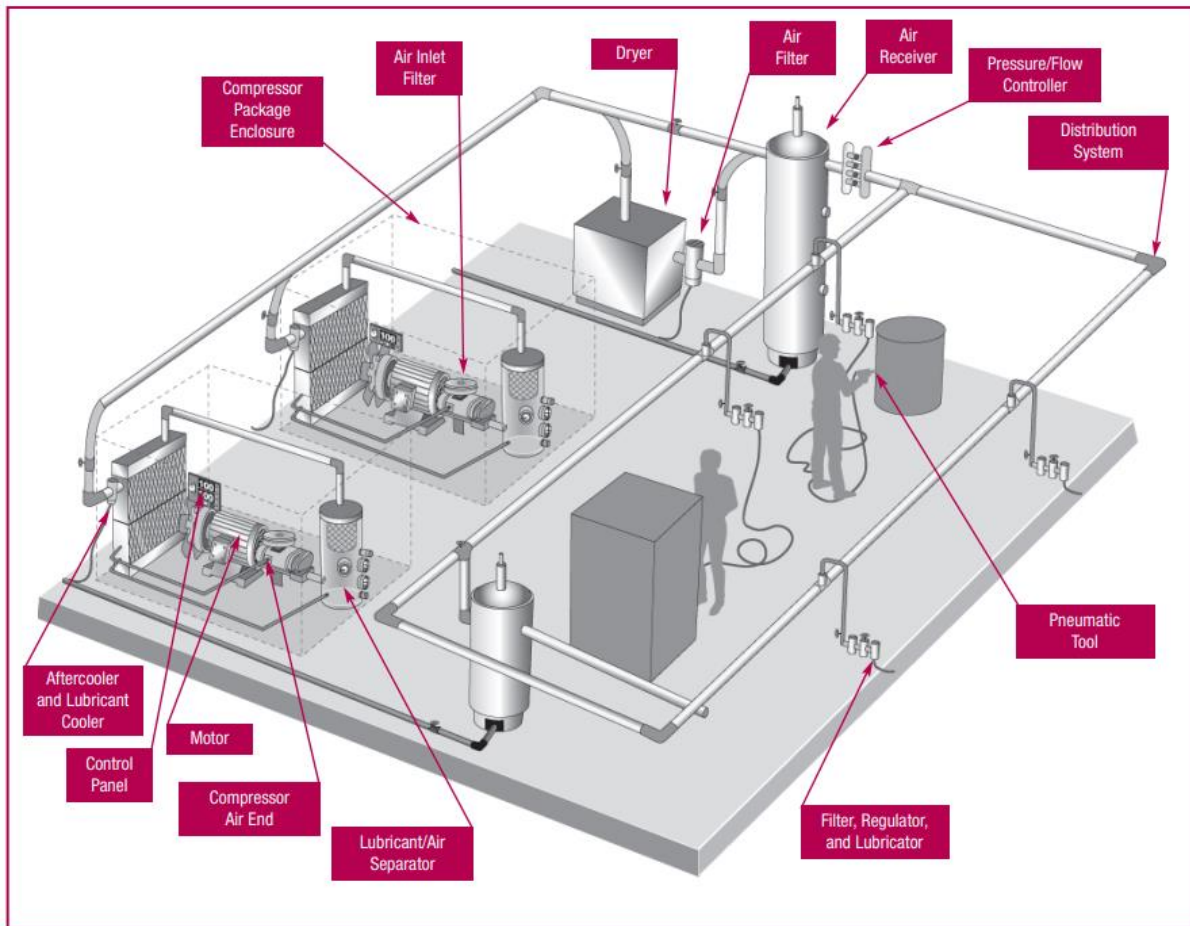 Air Inlet
Filter
Compressor
Package
Enclosure
Dryer
Air
Filter
Air
Receiver
Pressure/Flow
Controller
Distribution
System
100
100
Aftercooler
and Lubricant
Cooler
Control
Panel
Motor
Compressor
Air End
Lubricant/Air
Separator
Pneumatic
Tool
Filter, Regulator,
and Lubricator